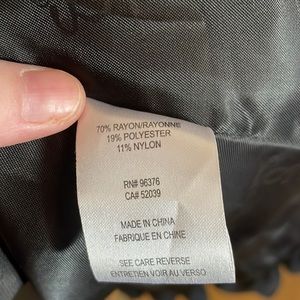 70% RAYON/RAYONNE
19% POLYESTER
11% NYLON
RN# 96376
CA# 52039
MADE IN CHINA
FABRIQUE EN CHINE
SEE CARE REVERSE
ENTRETIEN VOIR AU VERSO